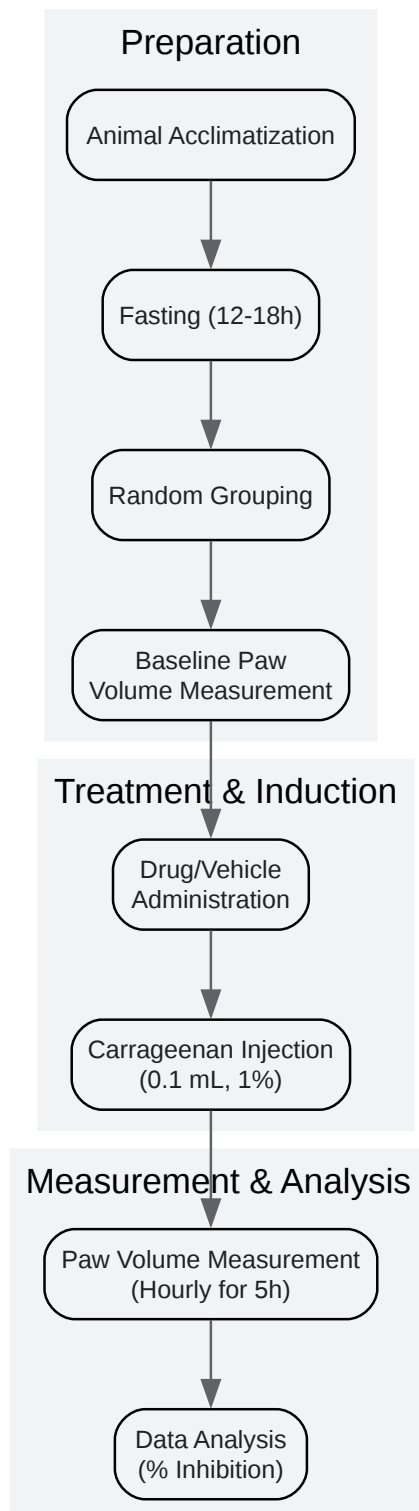 Preparation
Animal Acclimatization
Fasting (12-18h)
Random Grouping
Baseline Paw
Volume Measurement
Treatment & Induction
Drug/Vehicle
Administration
Carrageenan Injection
(0.1 mL, 1%)
Measurement & Analysis
Paw Volume Measurement
(Hourly for 5h)
Data Analysis
(% Inhibition)